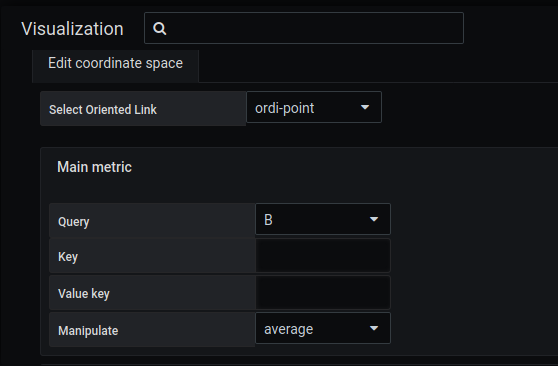 Visualization
Edit coordinate space
Select Oriented Link ordi-point
Main metric
Query B
Key
Value key
Manipulate average